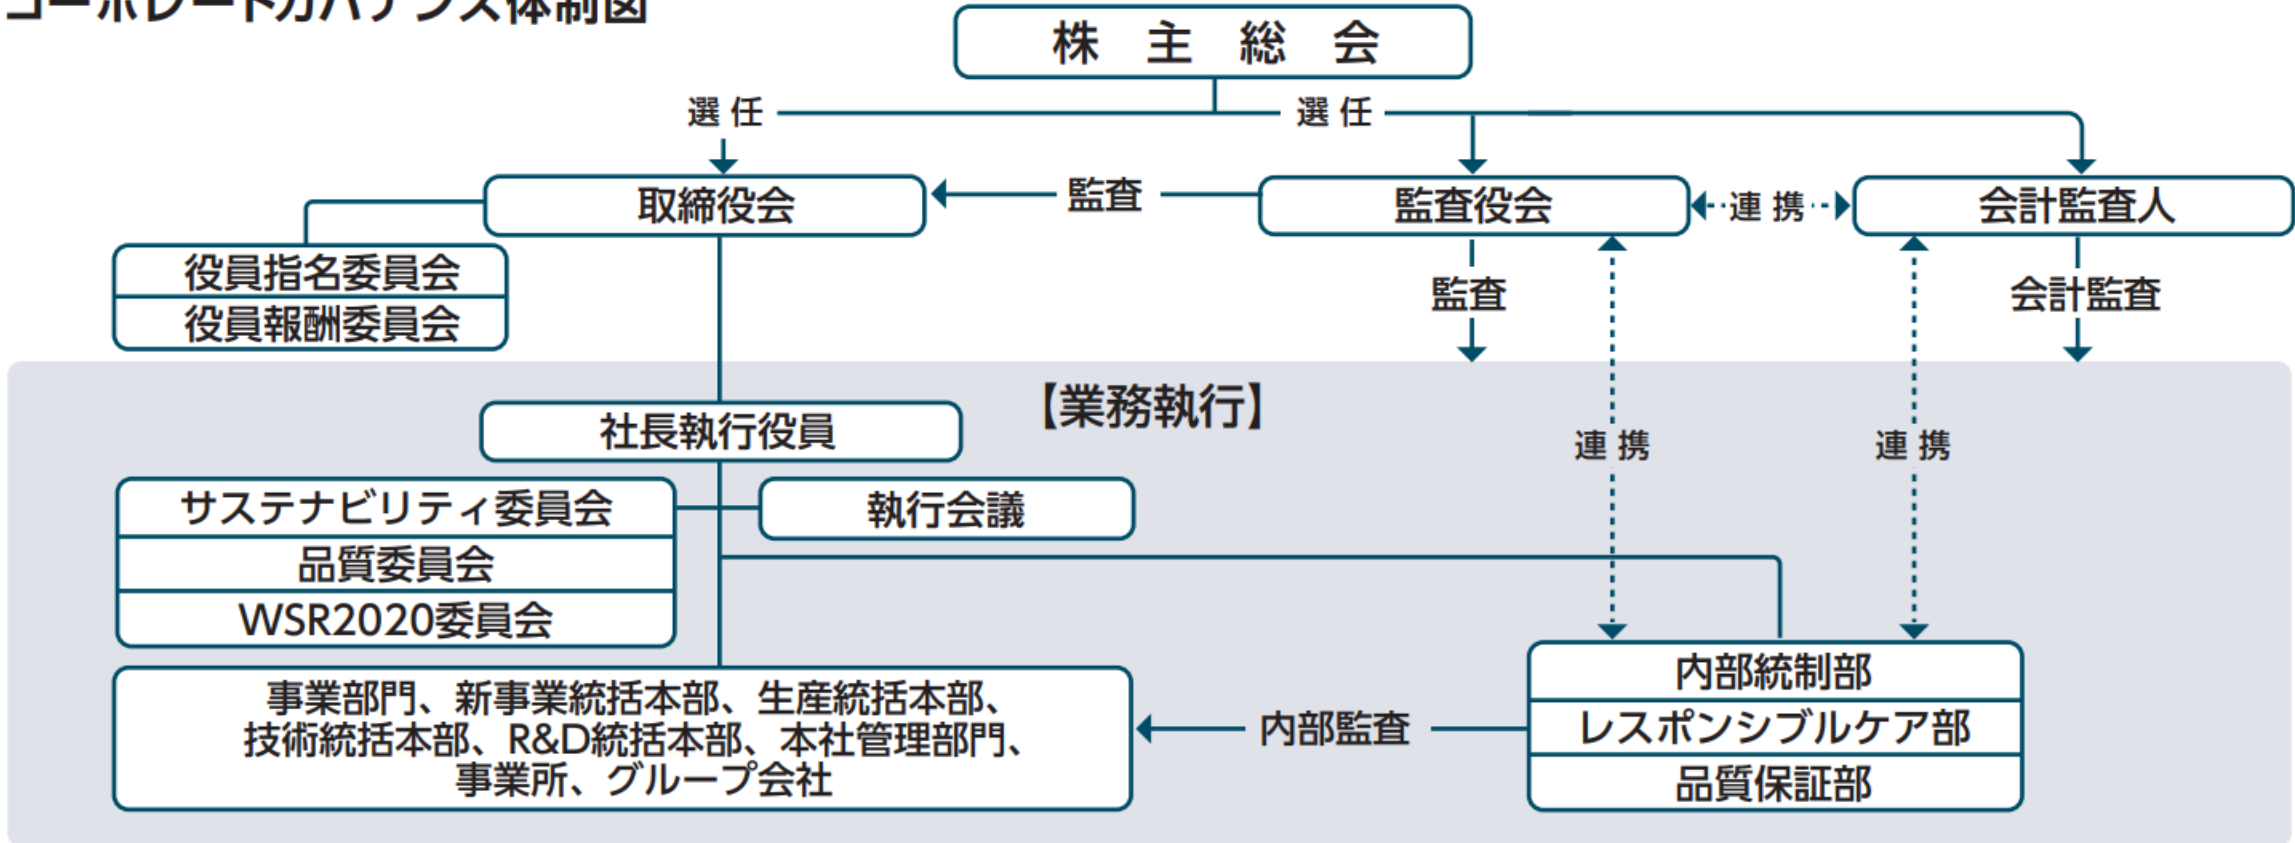 コーポレートガバナンス体制図
株 主 総 会
選 任
選 任
取締役会
監査
監査役会
連 携
会計監査人
役員指名委員会
役員報酬委員会
監査
会計監査
【業務執行】
社長執行役員
連 携
連 携
サステナビリティ委員会
執行会議
品質委員会
WSR2020委員会
事業部門、新事業統括本部、生産統括本部、
技術統括本部、R&D統括本部、本社管理部門、
事業所、グループ会社
内部監査
内部統制部
レスポンシブルケア部
品質保証部